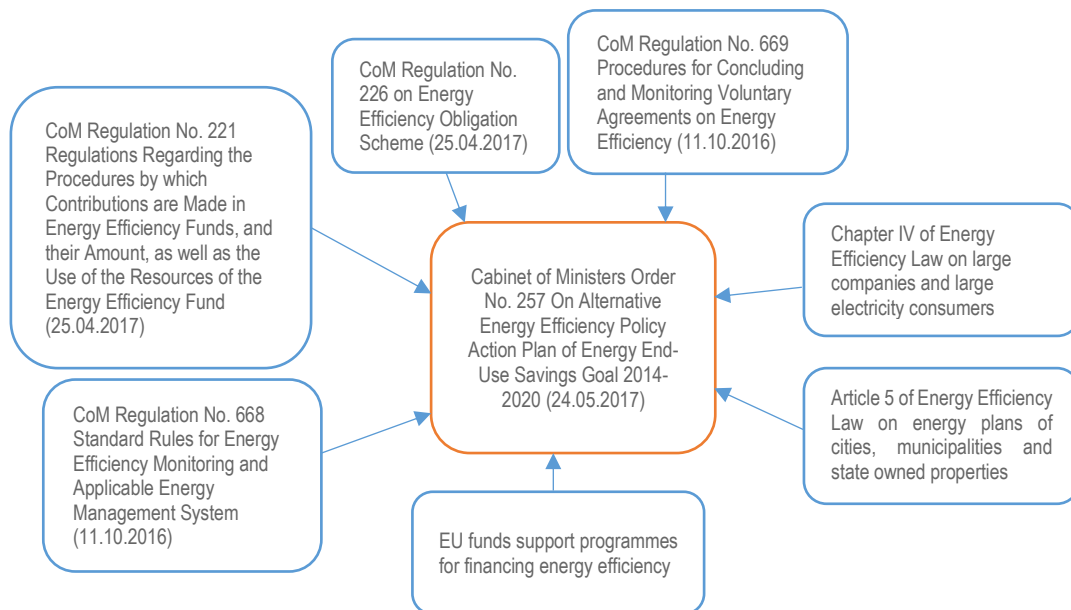 CoM Regulation No. 221
Regulations Regarding the
Procedures by which
Contributions are Made in
Energy Efficiency Funds, and
their Amount, as well as the
Use of the Resources of the
Energy Efficiency Fund
(25.04.2017)
CoM Regulation No.
226 on Energy
Efficiency Obligation
Scheme (25.04.2017)
CoM Regulation No. 669
Procedures for Concluding
and Monitoring Voluntary
Agreements on Energy
Efficiency (11.10.2016)
Cabinet of Ministers Order
No. 257 On Alternative
Energy Efficiency Policy
Action Plan of Energy End-
Use Savings Goal 2014-
2020 (24.05.2017)
Chapter IV of Energy
Efficiency Law on large
companies and large
electricity consumers
Article 5 of Energy Efficiency
Law on energy plans of
cities, municipalities and
state owned properties
CoM Regulation No. 668
Standard Rules for Energy
Efficiency Monitoring and
Applicable Energy
Management System
(11.10.2016)
EU funds support programmes
for financing energy efficiency